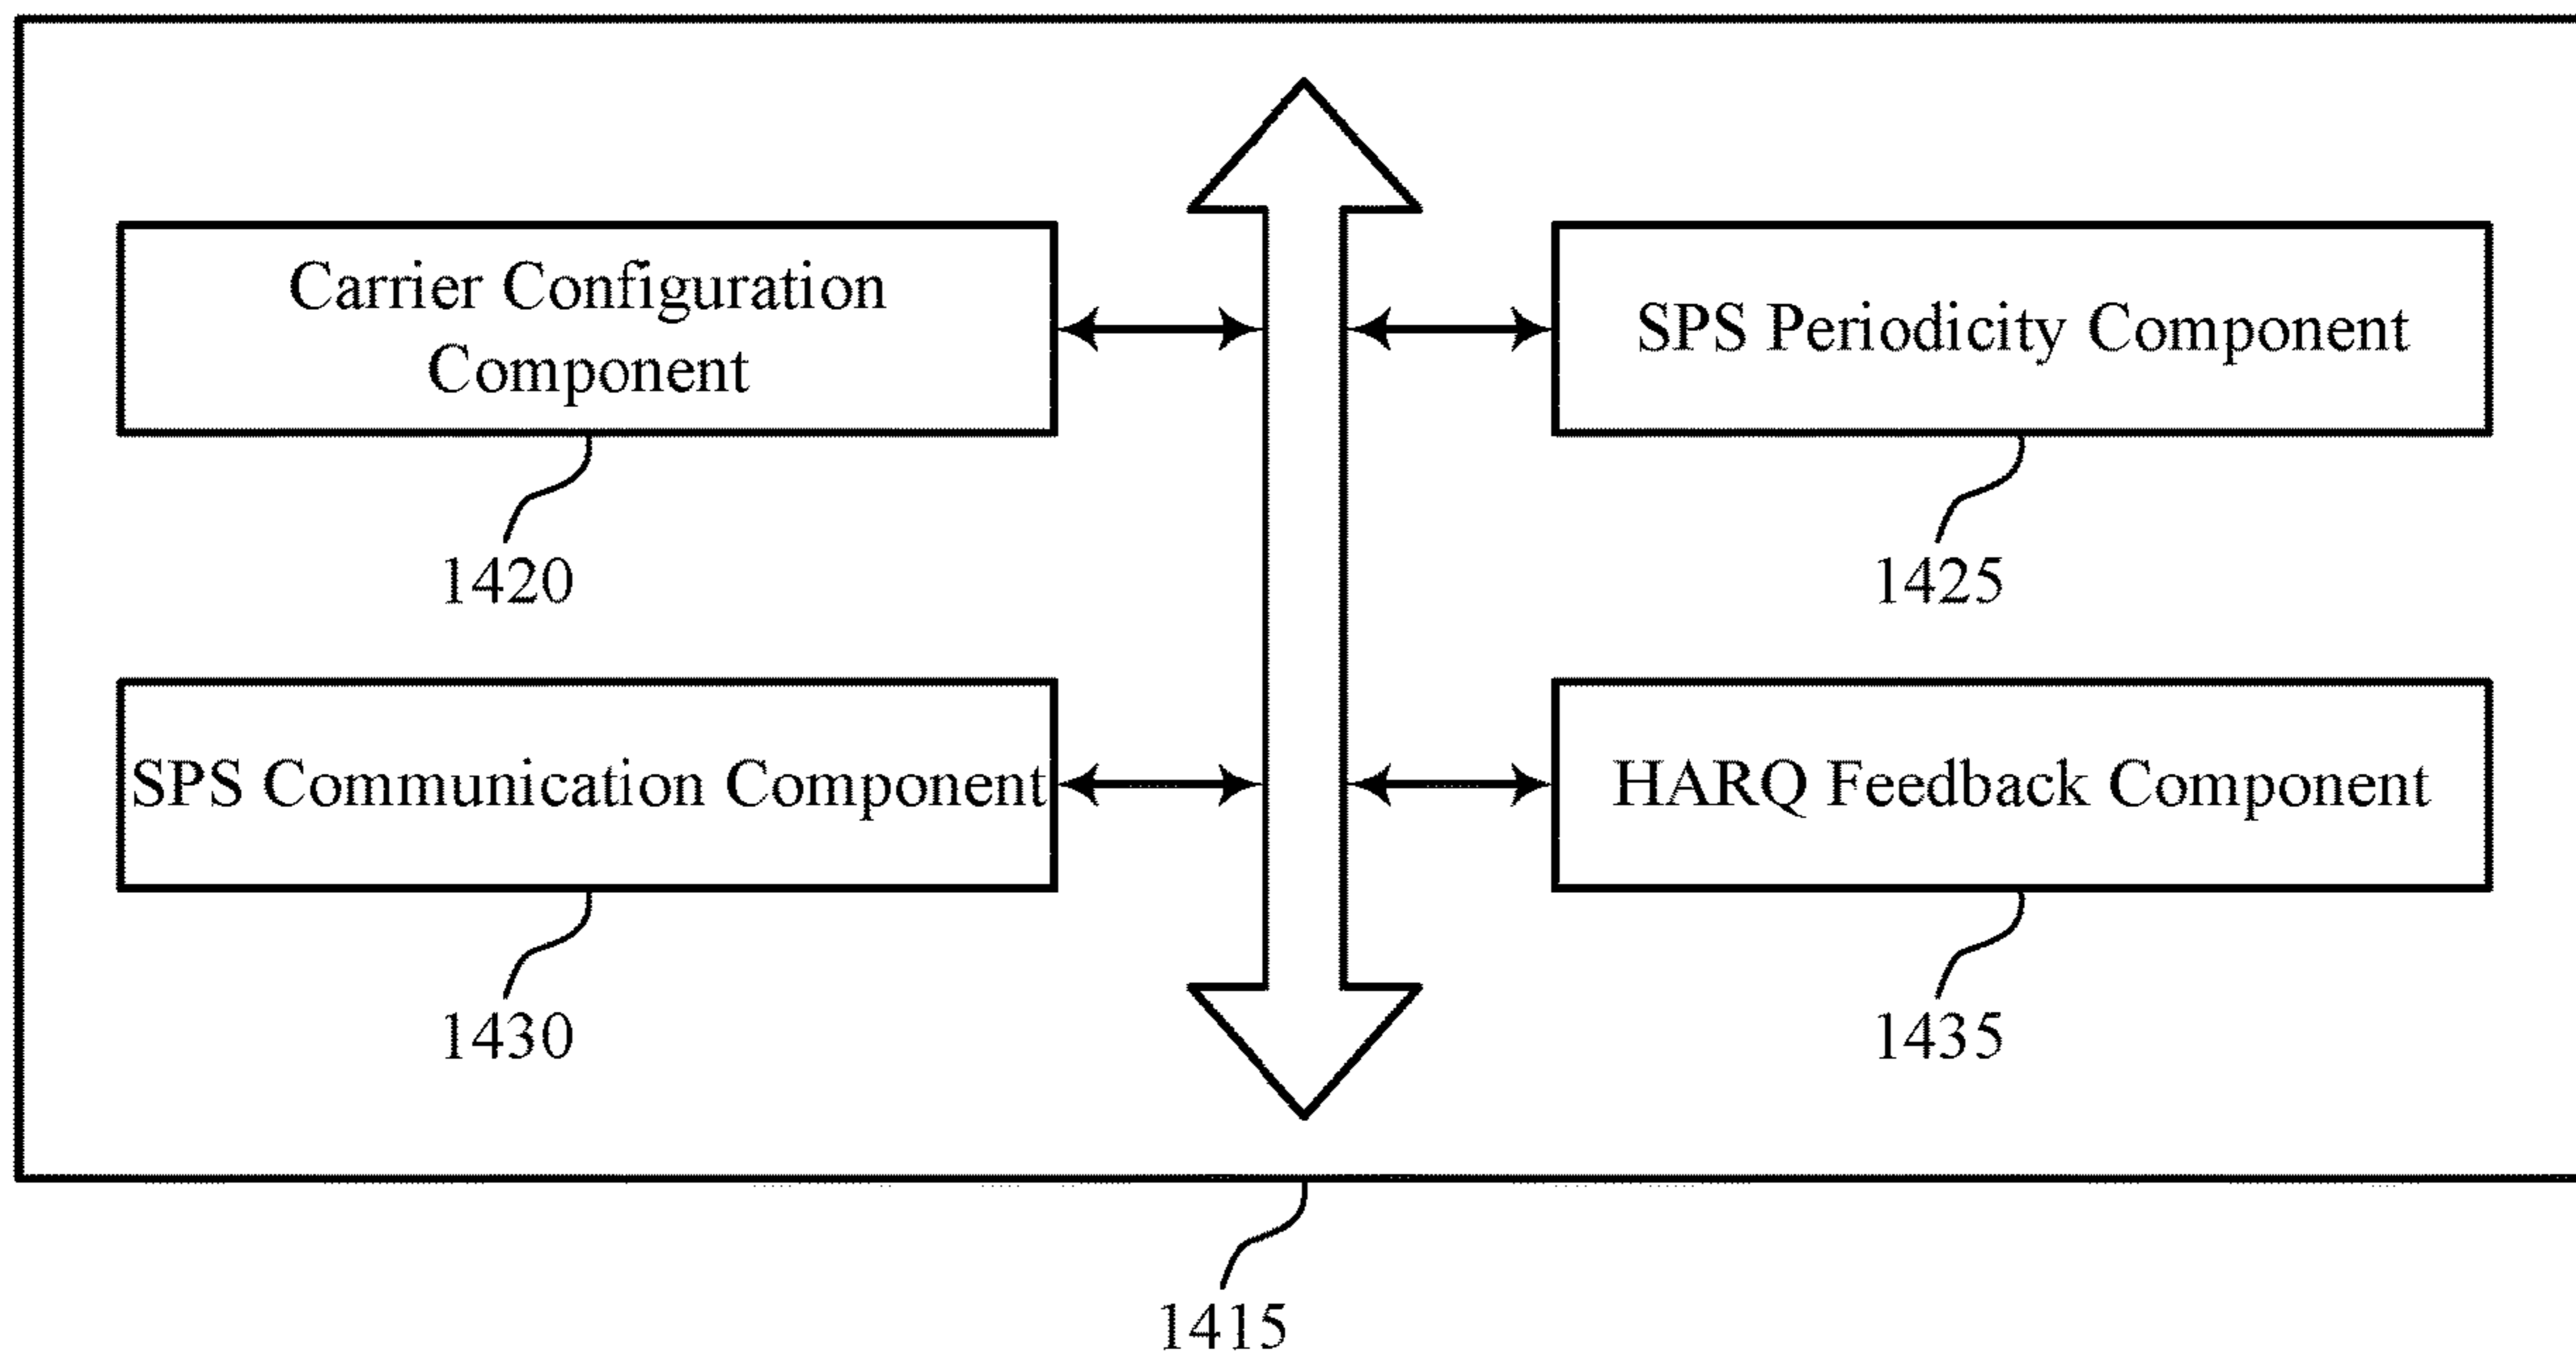 Carrier Configuration
Component
SPS Periodicity Component
1420
1425
SPS Communication Component
HARQ Feedback Component
1430
1435
1415